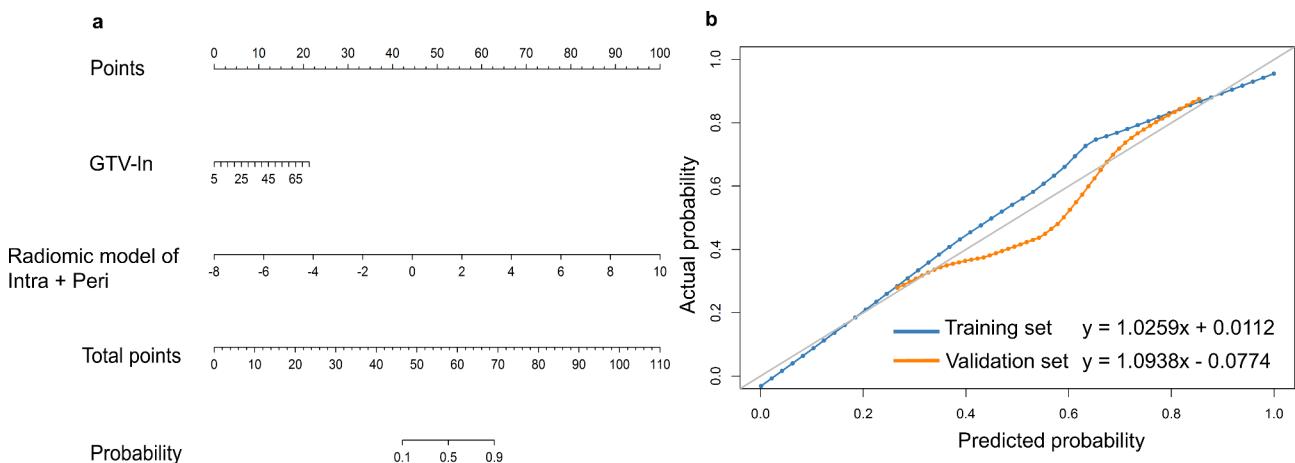 a
0 10 20 30 40 50 60 70 80 90 100
Points
GTV-In
5 25 45 65
Radiomic model of
Intra + Peri
-8 -6 -4 -2 0 2 4 6 8 10
Total points
0 10 20 30 40 50 60 70 80 90 100 110
Probability
0.1 0.5 0.9
b
Actual probability
1.0
0.8
0.6
0.4
0.2
0.0
Training set y = 1.0259x + 0.0112
Validation set y = 1.0938x - 0.0774
0.0 0.2 0.4 0.6 0.8 1.0
Predicted probability